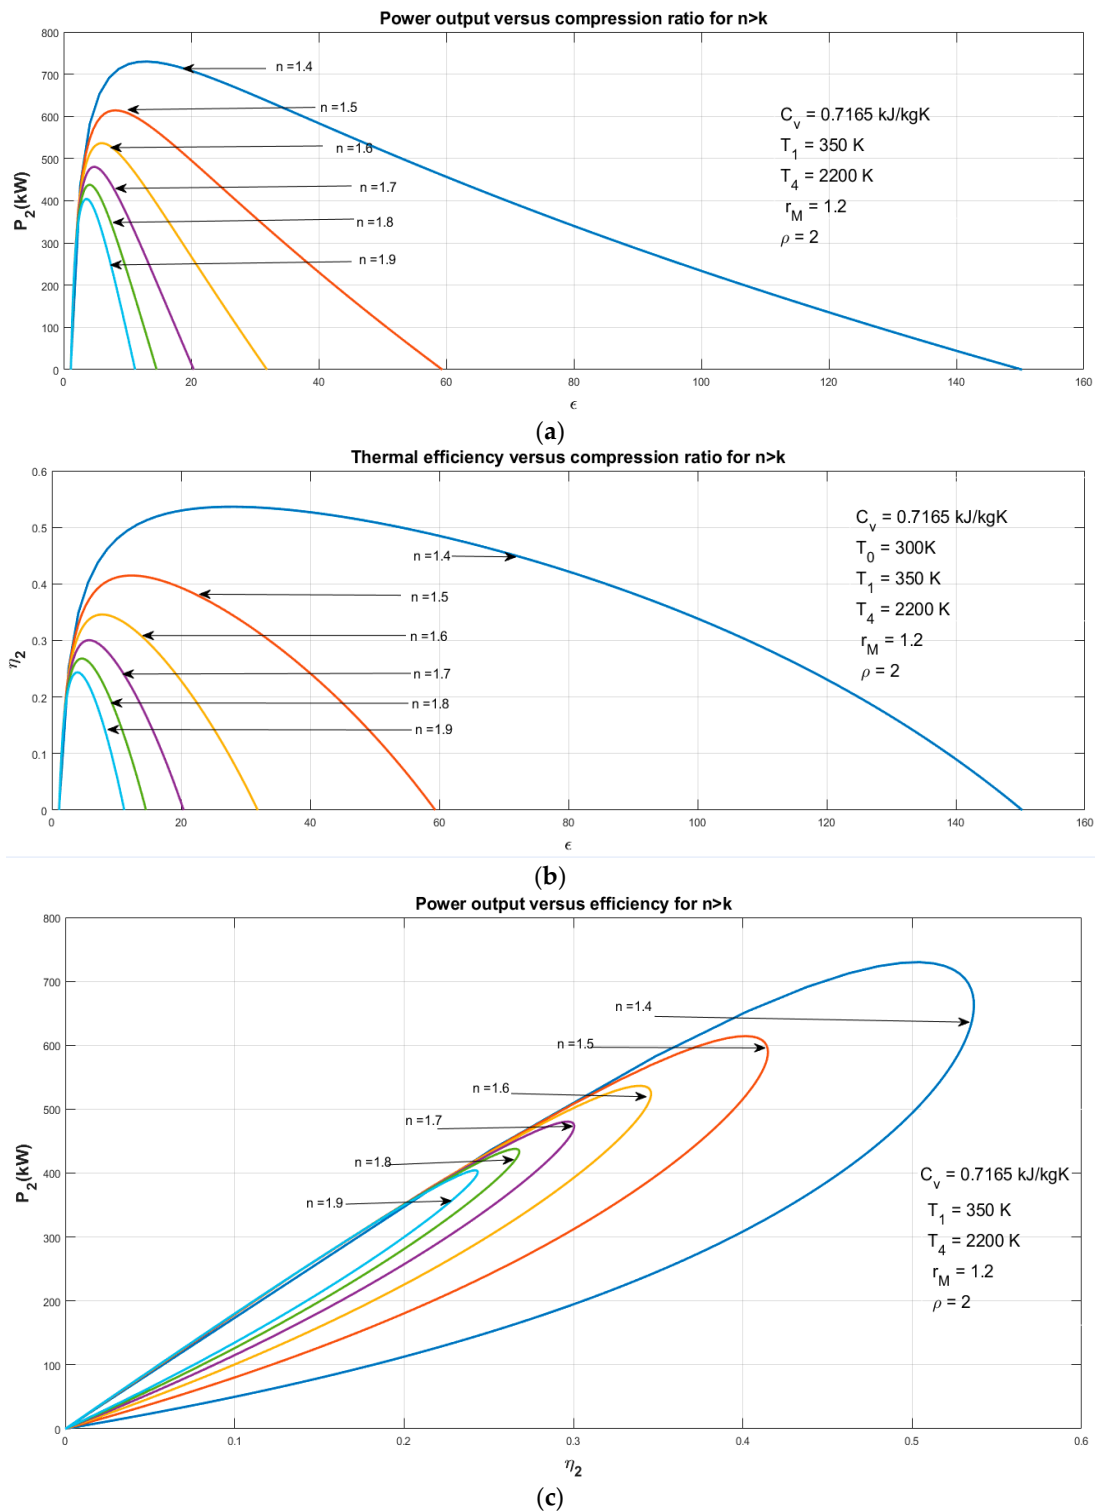 Power output versus compression ratio for n>k
800
700
600
500
400
300
200
100
0
P2(kW)
n =1.4
n =1.5
n =1.6
n =1.7
n =1.8
n =1.9
Cv = 0.7165 kJ/kgK
T1 = 350 K
T4 = 2200 K
rM = 1.2
ρ = 2
0 20 40 60 80 100 120 140 160
ϵ
(a)
Thermal efficiency versus compression ratio for n>k
0.6
0.5
0.4
0.3
0.2
0.1
0
η2
n =1.4
n =1.5
n =1.6
n =1.7
n =1.8
n =1.9
Cv = 0.7165 kJ/kgK
T0 = 300K
T1 = 350 K
T4 = 2200 K
rM = 1.2
ρ = 2
0 20 40 60 80 100 120 140 160
ϵ
(b)
Power output versus efficiency for n>k
800
700
600
500
400
300
200
100
0
P2(kW)
n =1.4
n =1.5
n =1.6
n =1.7
n =1.8
n =1.9
Cv = 0.7165 kJ/kgK
T1 = 350 K
T4 = 2200 K
rM = 1.2
ρ = 2
0 0.1 0.2 0.3 0.4 0.5 0.6
η2
(c)